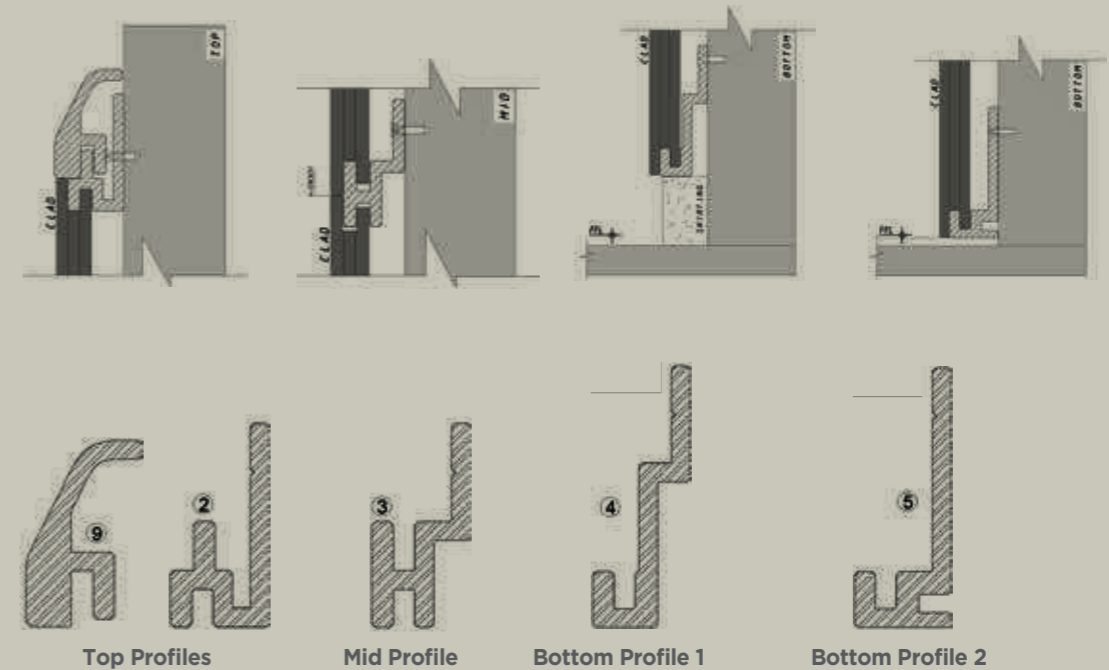 TOP
CLAD
MID
CLAD
CLAD
BOTTOM
SKIRTING
FFL
CLAD
BOTTOM
FFL
9
2
3
4
5
Top Profiles
Mid Profile
Bottom Profile 1
Bottom Profile 2